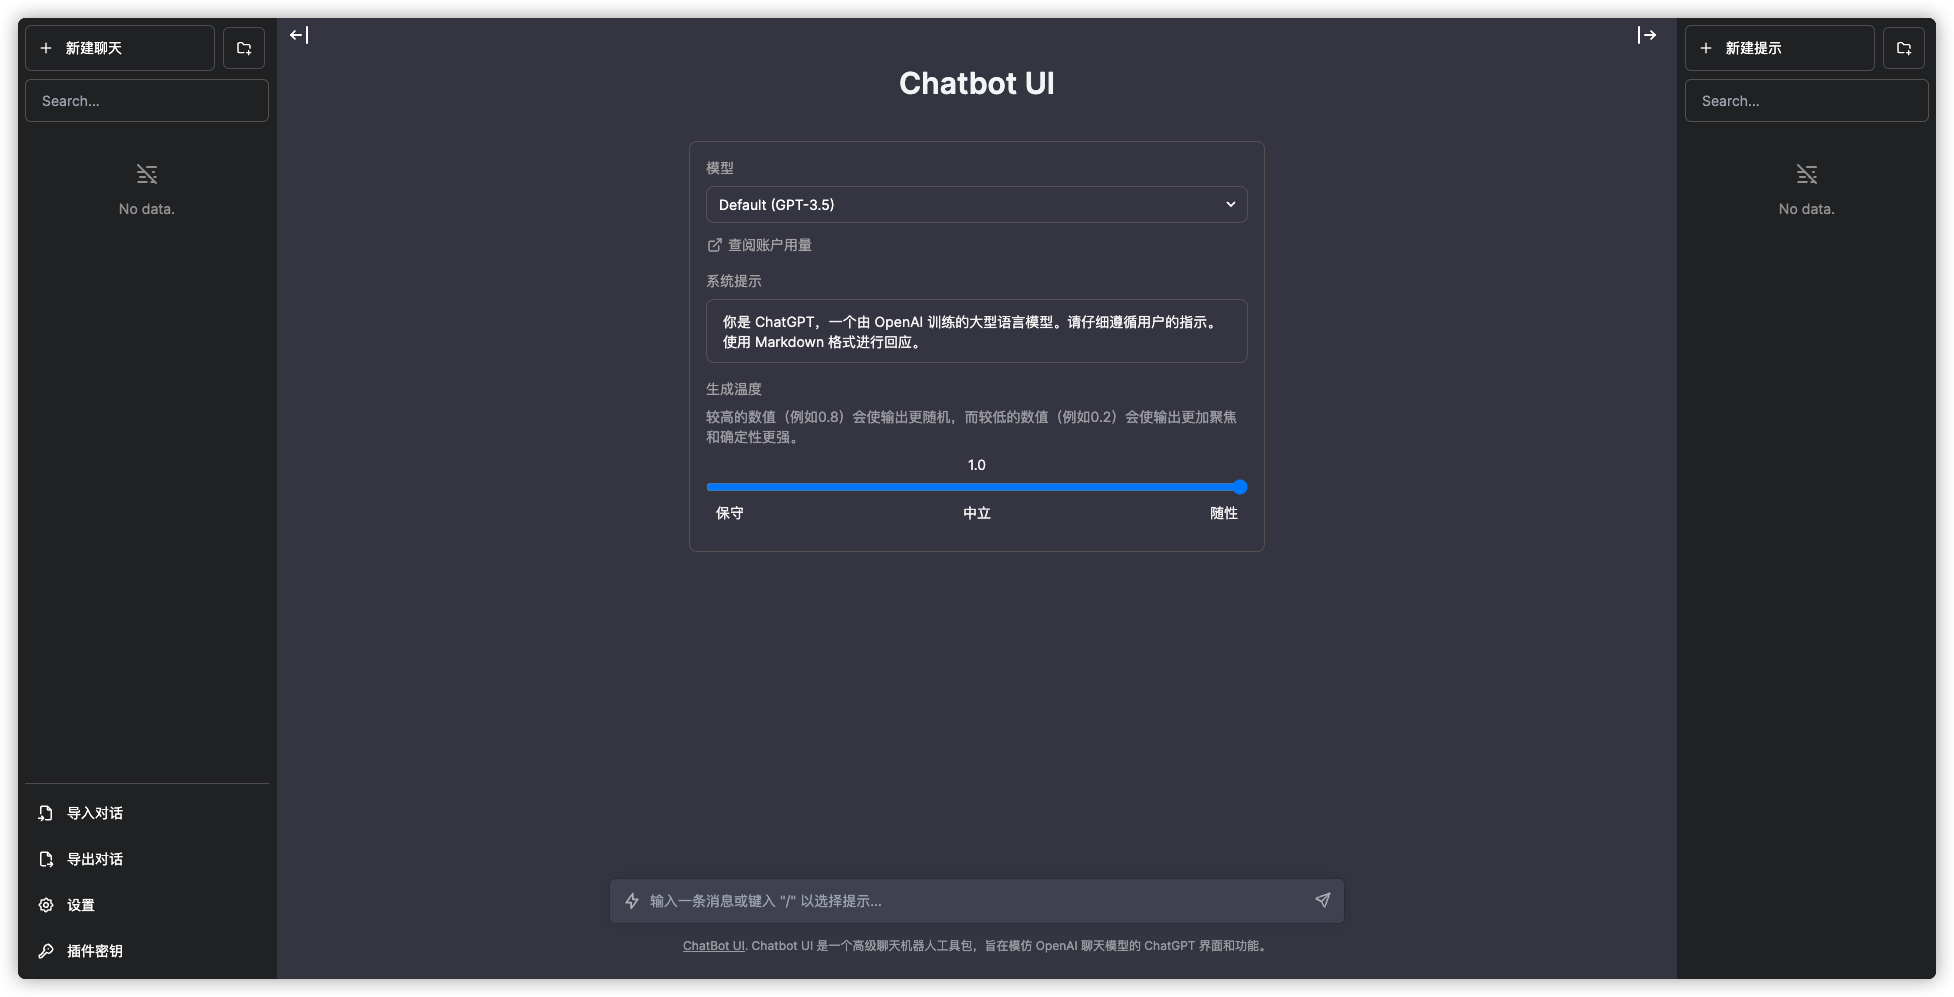 新建聊天
Search...
No data.
导入对话
导出对话
设置
插件密钥
Chatbot UI
模型
Default (GPT-3.5)
查阅账户用量
系统提示
你是 ChatGPT，一个由 OpenAI 训练的大型语言模型。请仔细遵循用户的指示。
使用 Markdown 格式进行回应。
生成温度
较高的数值（例如0.8）会使输出更随机，而较低的数值（例如0.2）会使输出更加聚焦
和确定性更强。
1.0
保守 中立 随性
输入一条消息或键入 "/" 以选择提示...
ChatBot UI. Chatbot UI 是一个高级聊天机器人工具包，旨在模仿 OpenAI 聊天模型的 ChatGPT 界面和功能。
新建提示
Search...
No data.